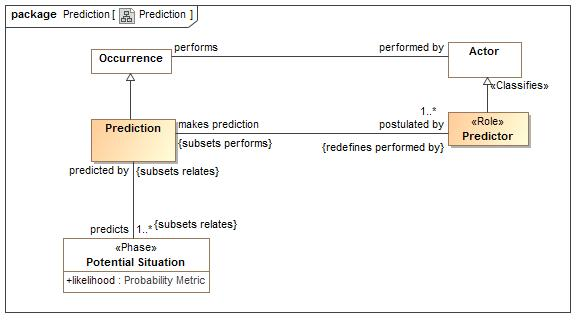 package Prediction [ Prediction ]
performs
performed by
Occurrence
Actor
«Classifies»
1..*
Prediction
makes prediction
postulated by
«Role»
Predictor
{subsets performs}
{redefines performed by}
predicted by
{subsets relates}
predicts
1..*
{subsets relates}
«Phase»
Potential Situation
+likelihood : Probability Metric